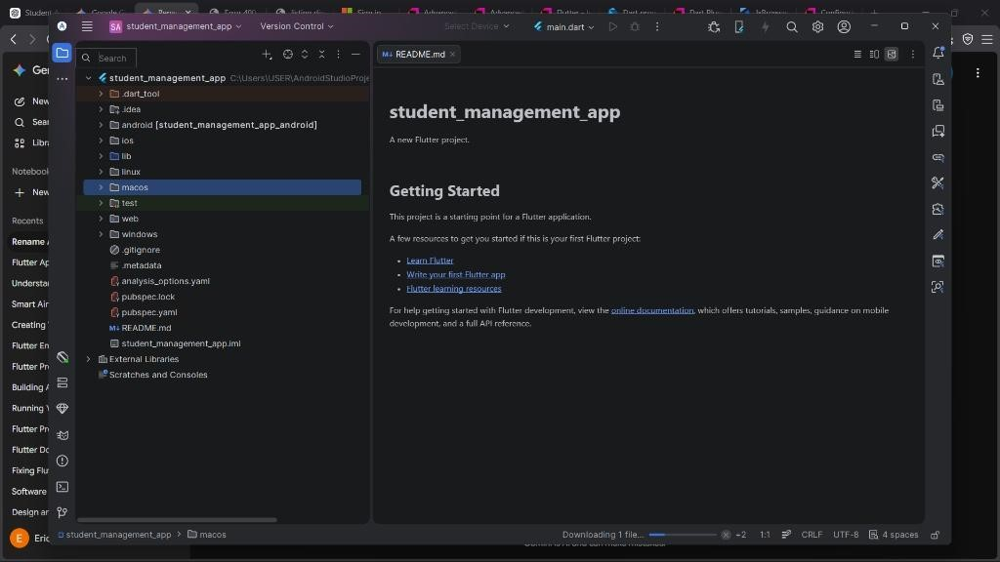 SA student_management_app
Version Control
Select Device
main.dart
Search
student_management_app C:\Users\USER\AndroidStudioProje
.dart_tool
.idea
android [student_management_app_android]
ios
lib
linux
macos
test
web
windows
.gitignore
.metadata
analysis_options.yaml
pubspec.lock
pubspec.yaml
M↓ README.md
student_management_app.iml
External Libraries
Scratches and Consoles
M↓ README.md
student_management_app
A new Flutter project.
Getting Started
This project is a starting point for a Flutter application.
A few resources to get you started if this is your first Flutter project:
• Learn Flutter
• Write your first Flutter app
• Flutter learning resources
For help getting started with Flutter development, view the online documentation, which offers tutorials, samples, guidance on mobile
development, and a full API reference.
Ge
New
Sear
Libra
Notebook
New
Recents
Rename
Flutter Ap
Understa
Smart Ai
Creating
Flutter En
Flutter Pr
Building
Running
Flutter Pr
Flutter Do
Fixing Flu
Software
Design an
E Eric
student_management_app > macos
Downloading 1 file... +2 1:1 CRLF UTF-8 4 spaces